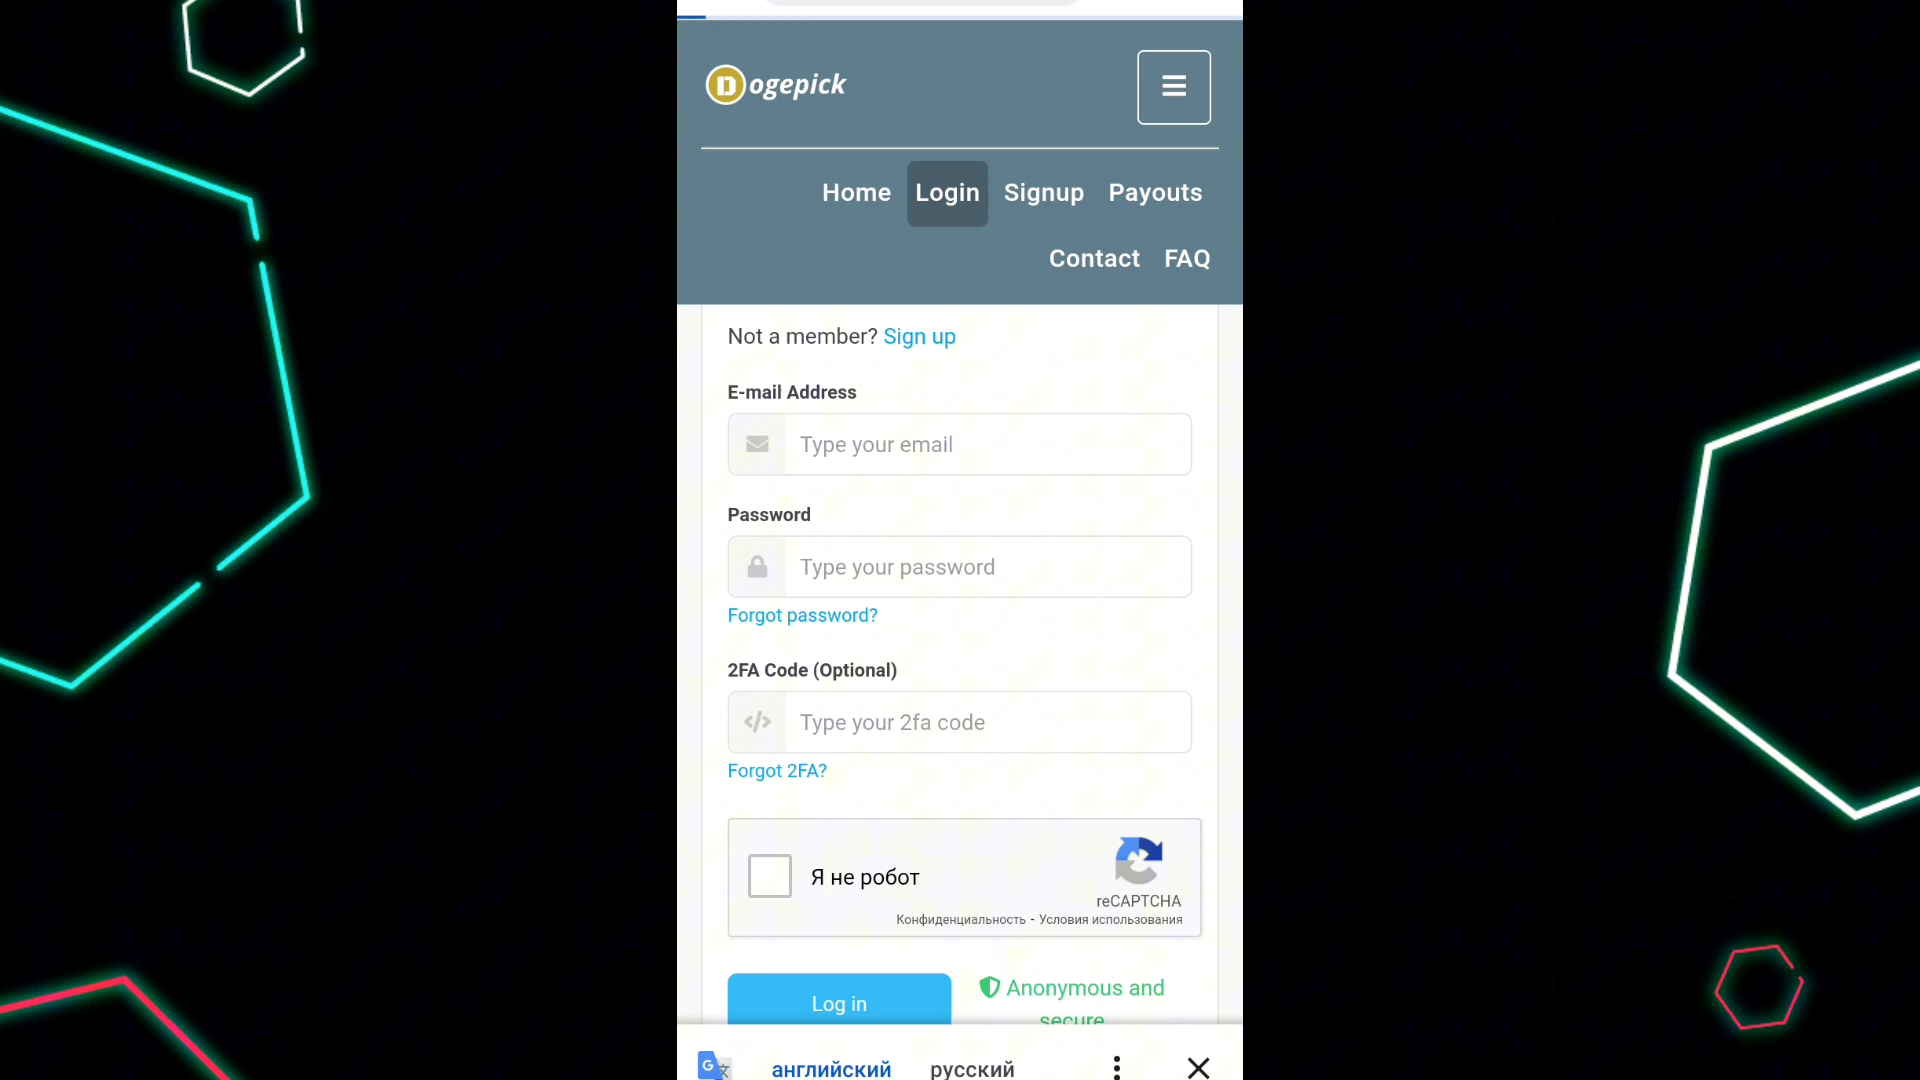 Dogepick
Home Login Signup Payouts
Contact FAQ
Not a member? Sign up
E-mail Address
Type your email
Password
Type your password
Forgot password?
2FA Code (Optional)
Type your 2fa code
Forgot 2FA?
Я не робот
reCAPTCHA
Конфиденциальность - Условия использования
Log in
Anonymous and
secure
английский русский